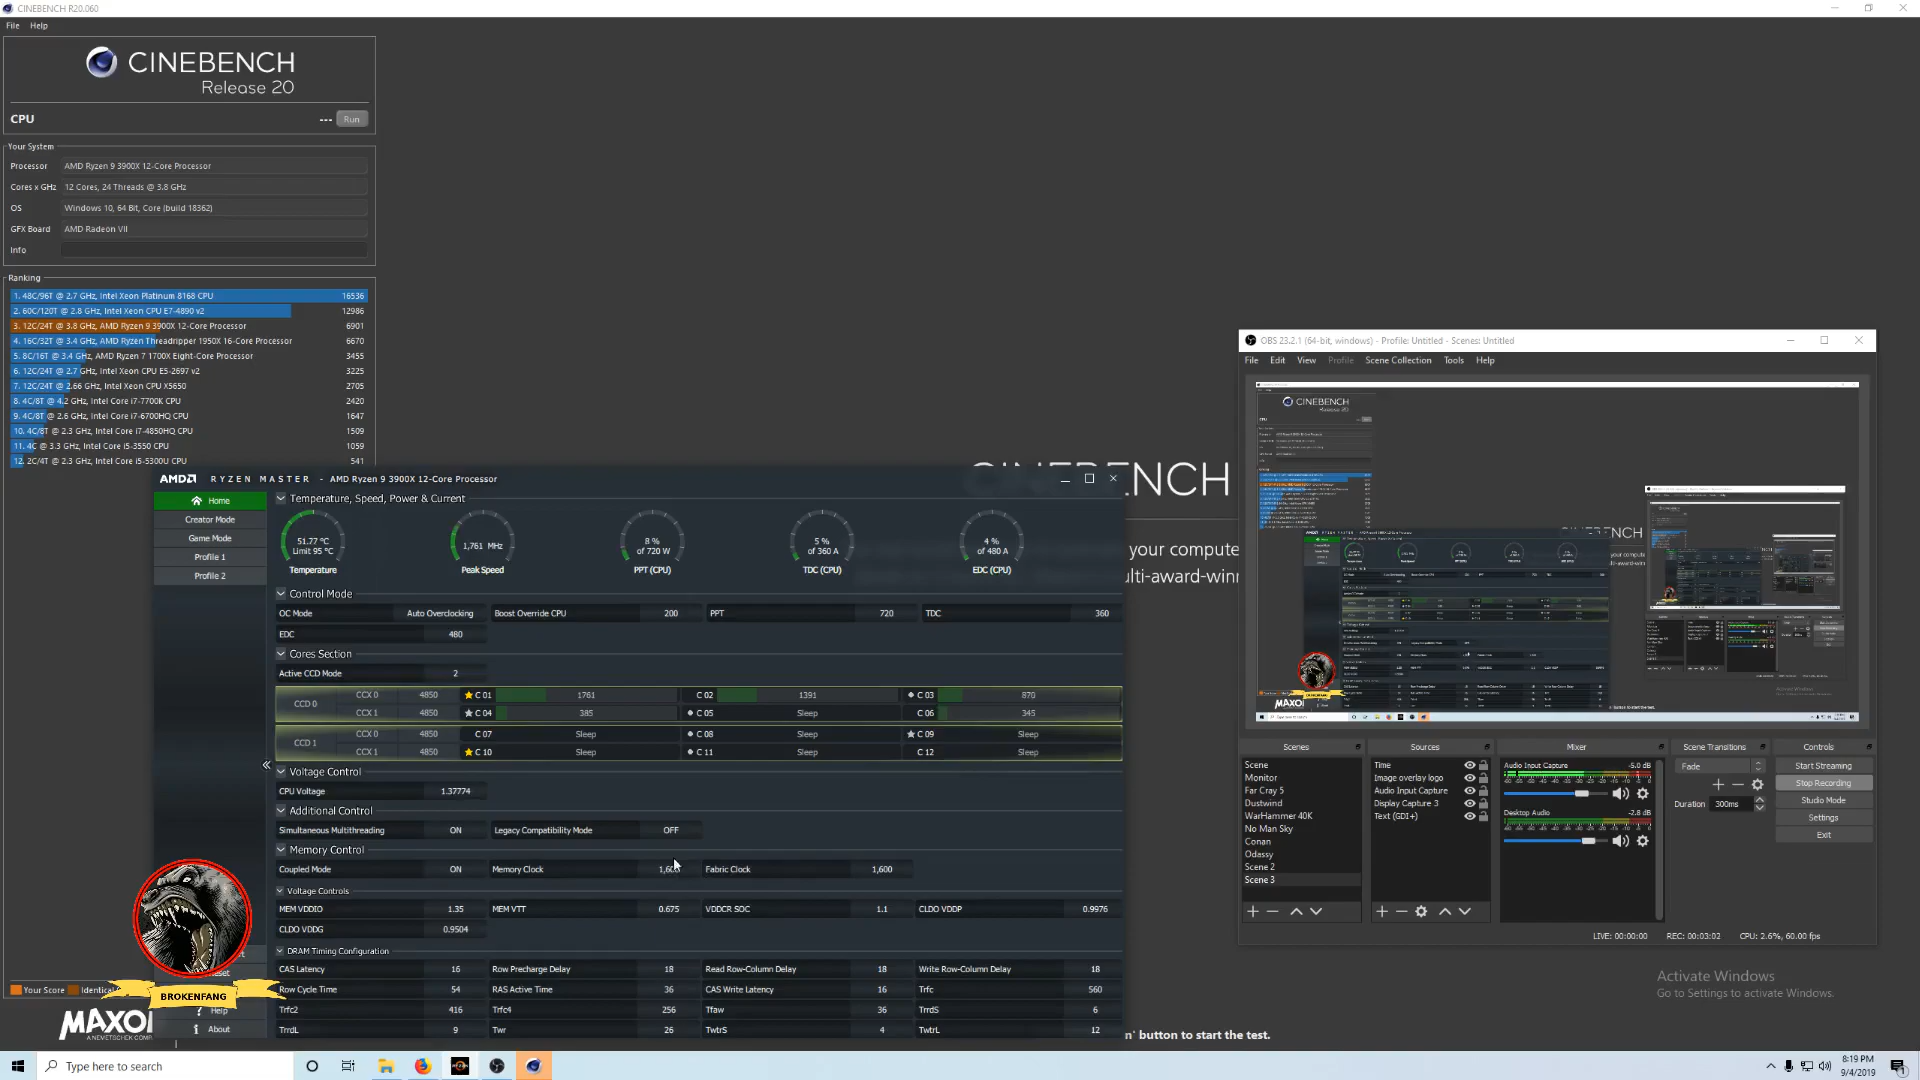 CINEBENCH R20.060
File Help
CINEBENCH
Release 20
CPU --- Run
Your System
Processor AMD Ryzen 9 3900X 12-Core Processor
Cores x GHz 12 Cores, 24 Threads @ 3.8 GHz
OS Windows 10, 64 Bit, Core (build 18362)
GFX Board AMD Radeon VII
Info
Ranking
1. 48C/96T @ 2.7 GHz, Intel Xeon Platinum 8168 CPU 16536
2. 60C/120T @ 2.8 GHz, Intel Xeon CPU E7-4890 v2 12986
3. 12C/24T @ 3.8 GHz, AMD Ryzen 9 3900X 12-Core Processor 6901
4. 16C/32T @ 3.4 GHz, AMD Ryzen Threadripper 1950X 16-Core Processor 6670
5. 8C/16T @ 3.4 GHz, AMD Ryzen 7 1700X Eight-Core Processor 3455
6. 12C/24T @ 2.7 GHz, Intel Xeon CPU E5-2697 v2 3225
7. 12C/24T @ 2.66 GHz, Intel Xeon CPU X5650 2705
8. 4C/8T @ 4.2 GHz, Intel Core i7-7700K CPU 2420
9. 4C/8T @ 2.6 GHz, Intel Core i7-6700HQ CPU 1647
10. 4C/8T @ 2.3 GHz, Intel Core i7-4850HQ CPU 1509
11. 4C @ 3.3 GHz, Intel Core i5-3550 CPU 1059
12. 2C/4T @ 2.3 GHz, Intel Core i5-5300U CPU 541
CINEBENCH
your compute
ulti-award-winn
AMD RYZEN MASTER - AMD Ryzen 9 3900X 12-Core Processor
Home
Creator Mode
Game Mode
Profile 1
Profile 2
Temperature, Speed, Power & Current
51.77 °C Limit 95 °C Temperature
1,761 MHz Peak Speed
8 % of 720 W PPT (CPU)
5 % of 360 A TDC (CPU)
4 % of 480 A EDC (CPU)
Control Mode
OC Mode Auto Overclocking Boost Override CPU 200 PPT 720 TDC 360
EDC 480
Cores Section
Active CCD Mode 2
CCD 0 CCX 0 4850 C 01 1761 C 02 1391 C 03 870
CCX 1 4850 C 04 385 C 05 Sleep C 06 345
CCD 1 CCX 0 4850 C 07 Sleep C 08 Sleep C 09 Sleep
CCX 1 4850 C 10 Sleep C 11 Sleep C 12 Sleep
Voltage Control
CPU Voltage 1.37774
Additional Control
Simultaneous Multithreading ON Legacy Compatibility Mode OFF
Memory Control
Coupled Mode ON Memory Clock 1,600 Fabric Clock 1,600
Voltage Controls
MEM VDDIO 1.35 MEM VTT 0.675 VDDCR SOC 1.1 CLDO VDDP 0.9976
CLDO VDDG 0.9504
DRAM Timing Configuration
CAS Latency 16 Row Precharge Delay 18 Read Row-Column Delay 18 Write Row-Column Delay 18
Row Cycle Time 54 RAS Active Time 36 CAS Write Latency 16 Trfc 560
Trfc2 416 Trfc4 256 Tfaw 36 TrrdS 6
TrrdL 9 Twr 26 TwtrS 4 TwtrL 12
Help
About
BROKENFANG
Your Score Identical
MAXO
A NEMETSCHEK COMP
n" button to start the test.
OBS 23.2.1 (64-bit, windows) - Profile: Untitled - Scenes: Untitled
File Edit View Profile Scene Collection Tools Help
CINEBENCH
Release 20
Scenes
Scene
Monitor
Far Cray 5
Dustwind
WarHammer 40K
No Man Sky
Conan
Odassy
Scene 2
Scene 3
Sources
Time
Image overlay logo
Audio Input Capture
Display Capture 3
Text (GDI+)
Mixer
Audio Input Capture -5.0 dB
Desktop Audio -2.8 dB
Scene Transitions
Fade
Duration 300ms
Controls
Start Streaming
Stop Recording
Studio Mode
Settings
Exit
LIVE: 00:00:00 REC: 00:03:02 CPU: 2.6%, 60.00 fps
Activate Windows
Go to Settings to activate Windows.
Type here to search
8:19 PM
9/4/2019